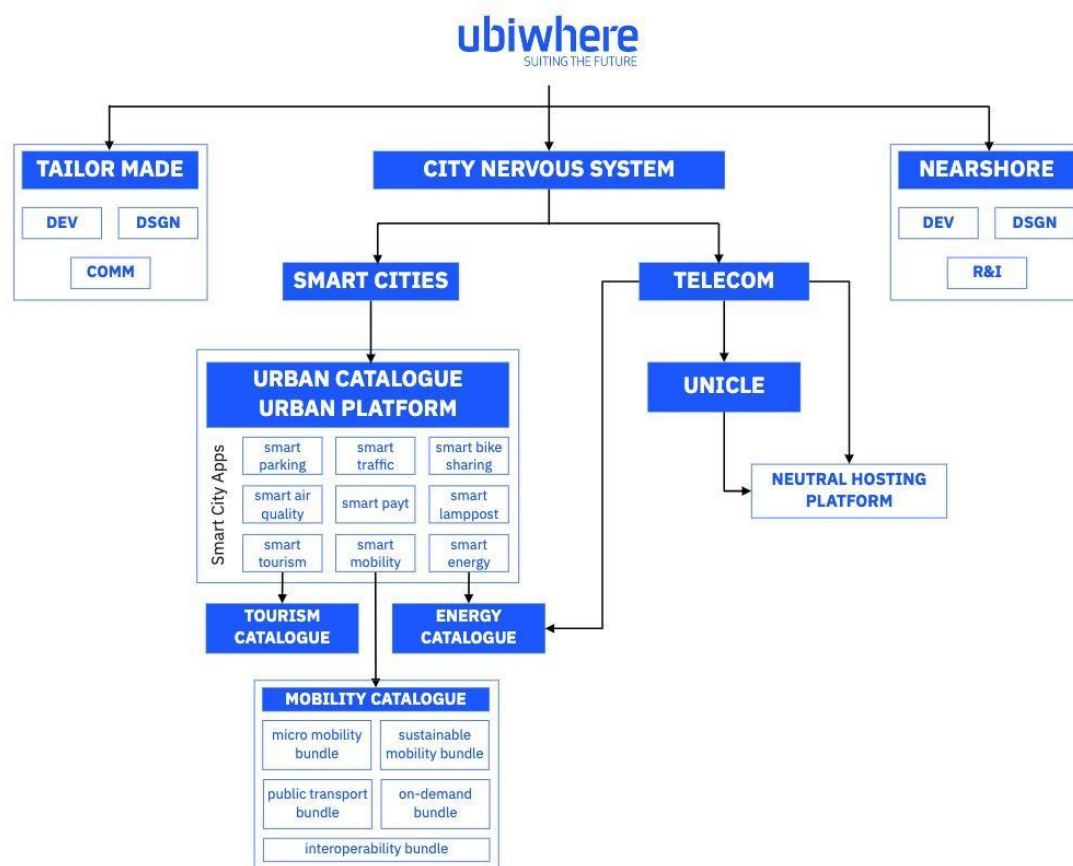 ubiwhere
SUITING THE FUTURE
TAILOR MADE
DEV
DSGN
COMM
CITY NERVOUS SYSTEM
NEARSHORE
DEV
DSGN
R&I
SMART CITIES
TELECOM
URBAN CATALOGUE
URBAN PLATFORM
Smart City Apps
smart
parking
smart
traffic
smart bike
sharing
smart air
quality
smart payt
smart
lamppost
smart
tourism
smart
mobility
smart
energy
UNICLE
NEUTRAL HOSTING
PLATFORM
TOURISM
CATALOGUE
ENERGY
CATALOGUE
MOBILITY CATALOGUE
micro mobility
bundle
sustainable
mobility bundle
public transport
bundle
on-demand
bundle
interoperability bundle